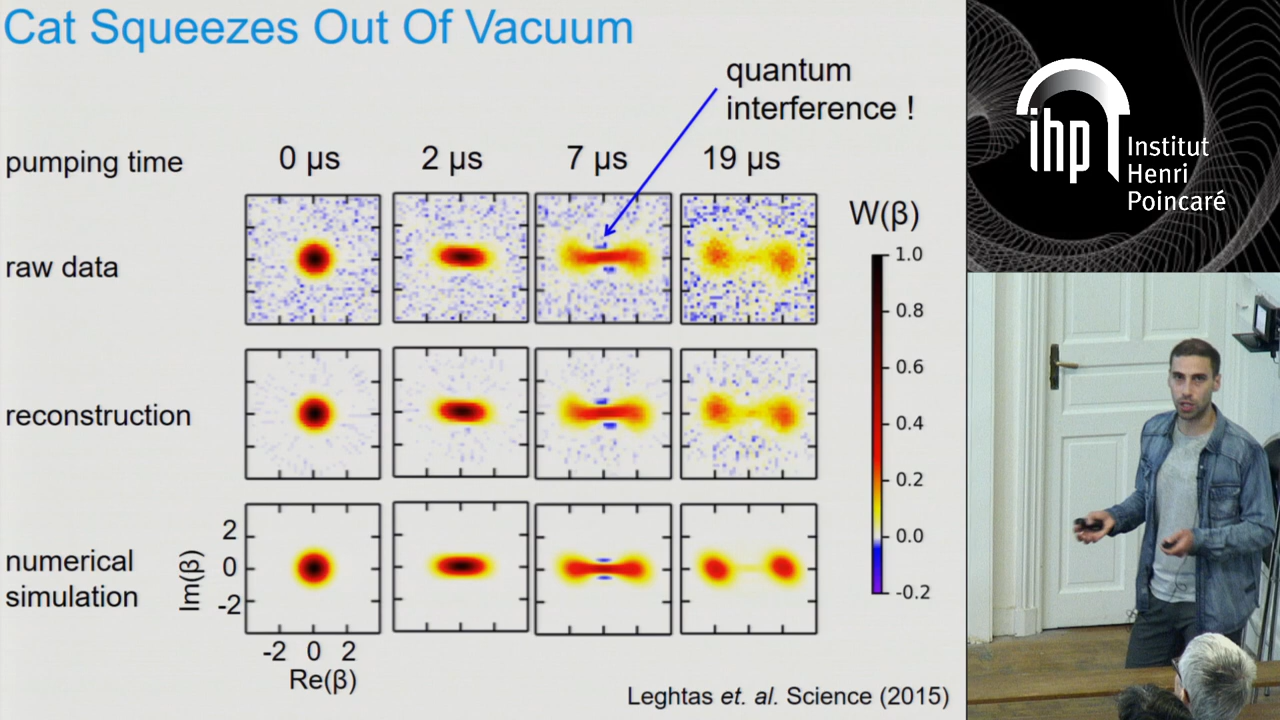 Cat Squeezes Out Of Vacuum
quantum
interference !
pumping time
0 μs
2 μs
7 μs
19 μs
W(β)
raw data
reconstruction
numerical
simulation
1.0
0.8
0.6
0.4
0.2
0.0
-0.2
Im(β)
2
0
-2
-2 0 2
Re(β)
Leghtas et. al. Science (2015)
ihp
Institut
Henri
Poincaré